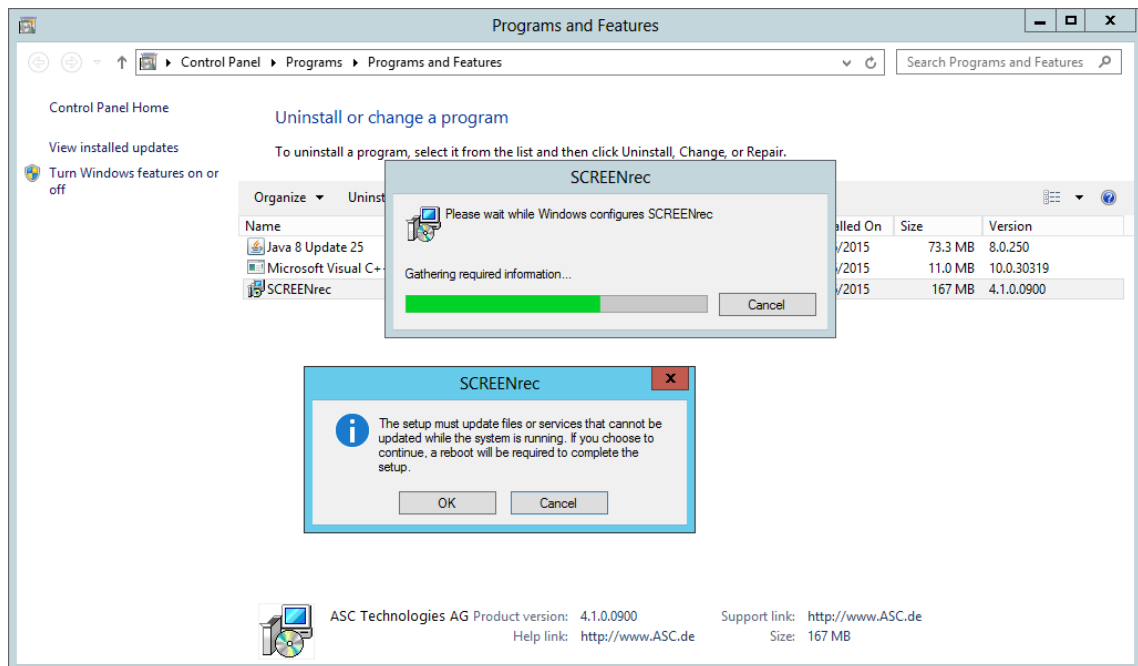 Programs and Features
Control Panel Programs Programs and Features
Search Programs and Features
Control Panel Home
View installed updates
Turn Windows features on or
off
Uninstall or change a program
To uninstall a program, select it from the list and then click Uninstall, Change, or Repair.
Organize Uninst
Name alled On Size Version
Java 8 Update 25 /2015 73.3 MB 8.0.250
Microsoft Visual C+ /2015 11.0 MB 10.0.30319
SCREENrec /2015 167 MB 4.1.0.0900
SCREENrec
Please wait while Windows configures SCREENrec
Gathering required information...
Cancel
SCREENrec
The setup must update files or services that cannot be
updated while the system is running. If you choose to
continue, a reboot will be required to complete the
setup.
OK Cancel
ASC Technologies AG Product version: 4.1.0.0900 Support link: http://www.ASC.de
Help link: http://www.ASC.de Size: 167 MB